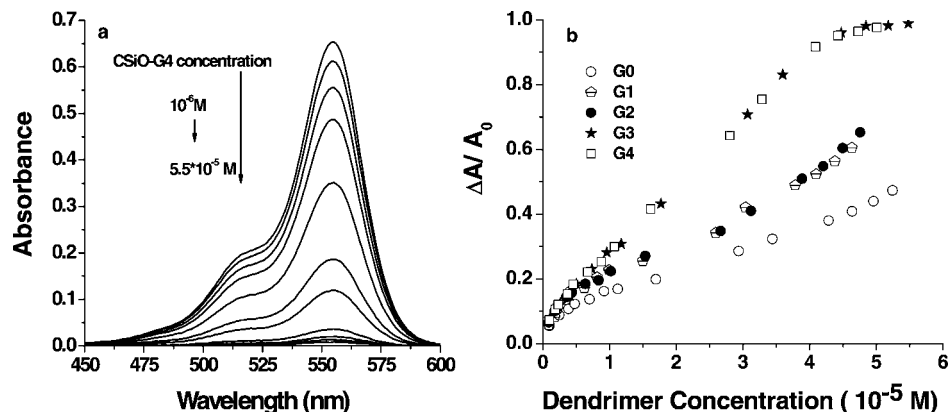 a
CSiO-G4 concentration
10⁻⁶M
5.5*10⁻⁵ M
Absorbance
0.7
0.6
0.5
0.4
0.3
0.2
0.1
0.0
450 475 500 525 550 575 600
Wavelength (nm)
b
G0
G1
G2
G3
G4
ΔA/ A₀
1.0
0.8
0.6
0.4
0.2
0.0
0 1 2 3 4 5 6
Dendrimer Concentration ( 10⁻⁵ M)